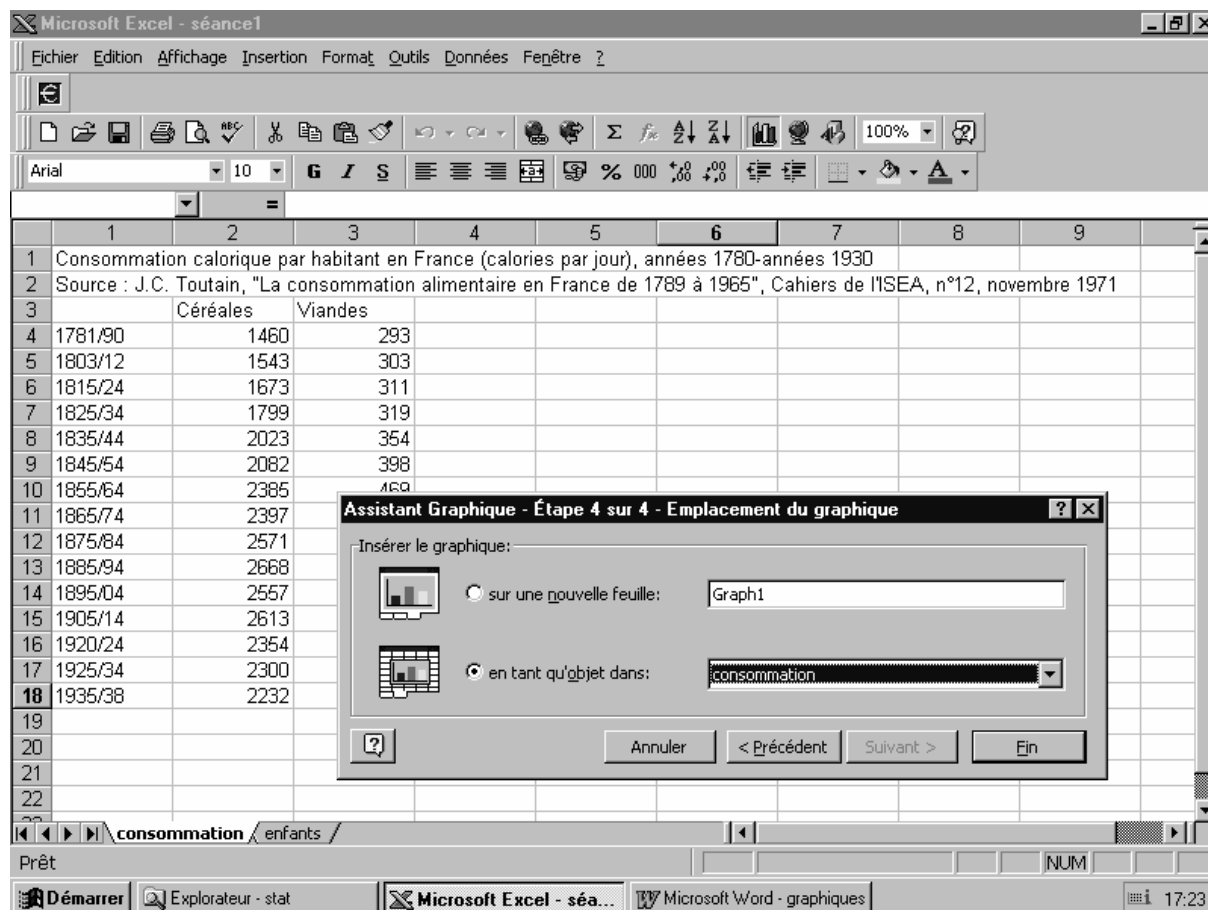 Microsoft Excel - séance1
Fichier Edition Affichage Insertion Format Outils Données Fenêtre ?
€
ABC Σ fx A Z Z A 100% ?
Arial 10 G I S a % 000 ,00 ,0 ,00 A
=
1 2 3 4 5 6 7 8 9
1 Consommation calorique par habitant en France (calories par jour), années 1780-années 1930
2 Source : J.C. Toutain, "La consommation alimentaire en France de 1789 à 1965", Cahiers de l'ISEA, n°12, novembre 1971
3 Céréales Viandes
4 1781/90 1460 293
5 1803/12 1543 303
6 1815/24 1673 311
7 1825/34 1799 319
8 1835/44 2023 354
9 1845/54 2082 398
10 1855/64 2385 469
11 1865/74 2397
12 1875/84 2571
13 1885/94 2668
14 1895/04 2557
15 1905/14 2613
16 1920/24 2354
17 1925/34 2300
18 1935/38 2232
19
20
21
22
Assistant Graphique - Étape 4 sur 4 - Emplacement du graphique ?
Insérer le graphique:
sur une nouvelle feuille: Graph1
en tant qu'objet dans: consommation
? Annuler < Précédent Suivant > Fin
consommation enfants
Prêt NUM
Démarrer Explorateur - stat Microsoft Excel - séa... Microsoft Word - graphiques 17:23